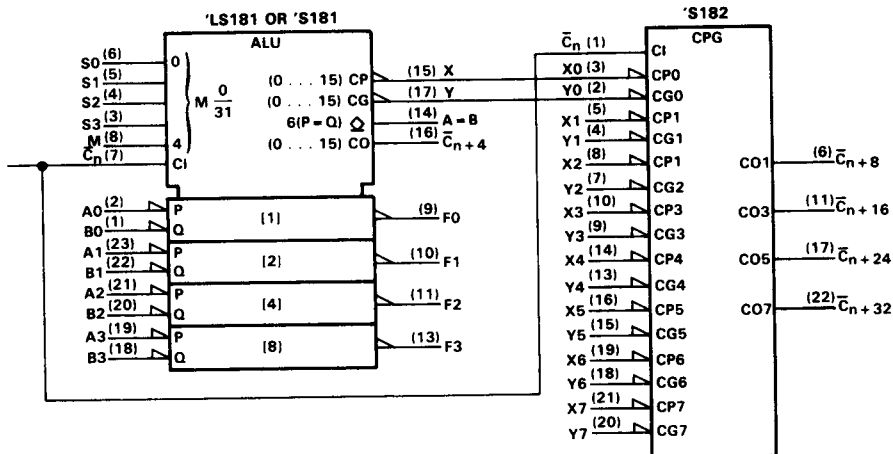 'LS181 OR 'S181
ALU
S0 (6) 0
S1 (5)
S2 (4)
S3 (3)
M (8) 4
C̅n (7) CI
M 0/31
(0 . . . 15) CP (15) X
(0 . . . 15) CG (17) Y
6(P = Q) (14) A = B
(0 . . . 15) CO (16) C̅n+4
A0 (2) P
B0 (1) Q
[1] (9) F0
A1 (23) P
B1 (22) Q
[2] (10) F1
A2 (21) P
B2 (20) Q
[4] (11) F2
A3 (19) P
B3 (18) Q
[8] (13) F3
'S182
CPG
C̅n (1) CI
X0 (3) CP0
Y0 (2) CG0
X1 (5) CP1
Y1 (4) CG1
X2 (8) CP1
Y2 (7) CG2
X3 (10) CP3
Y3 (9) CG3
X4 (14) CP4
Y4 (13) CG4
X5 (16) CP5
Y5 (15) CG5
X6 (19) CP6
Y6 (18) CG6
X7 (21) CP7
Y7 (20) CG7
CO1 (6) C̅n+8
CO3 (11) C̅n+16
CO5 (17) C̅n+24
CO7 (22) C̅n+32